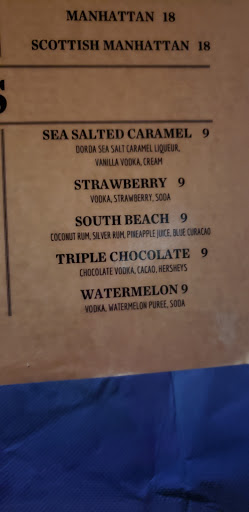 MANHATTAN 18
SCOTTISH MANHATTAN 18
S
SEA SALTED CARAMEL 9
DORDA SEA SALT CARAMEL LIQUEUR,
VANILLA VODKA, CREAM
STRAWBERRY 9
VODKA, STRAWBERRY, SODA
SOUTH BEACH 9
COCONUT RUM, SILVER RUM, PINEAPPLE JUICE, BLUE CURACAO
TRIPLE CHOCOLATE 9
CHOCOLATE VODKA, CACAO, HERSHEYS
WATERMELON 9
VODKA, WATERMELON PUREE, SODA